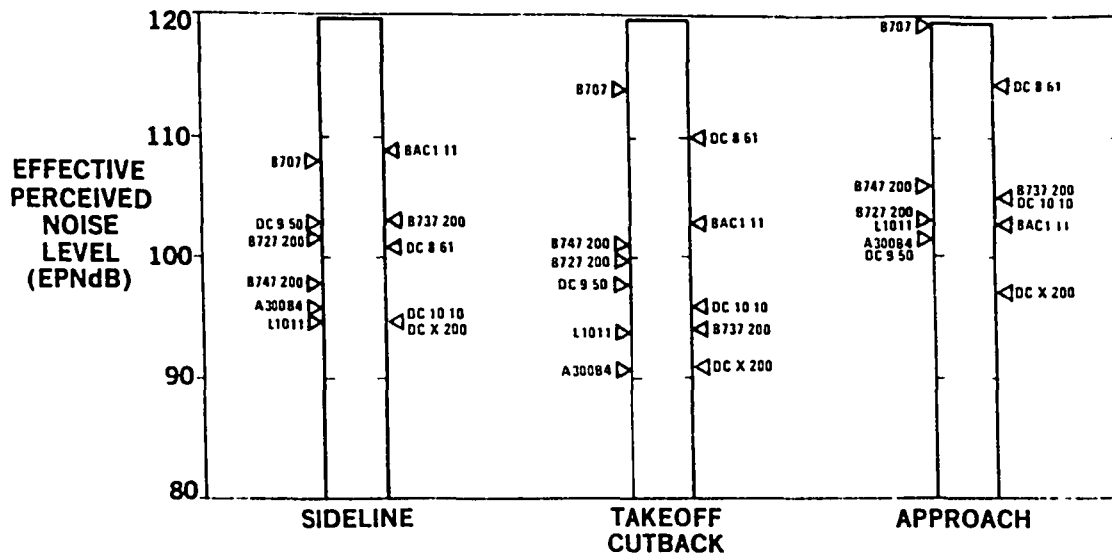 120
110
100
90
80
EFFECTIVE
PERCEIVED
NOISE
LEVEL
(EPNdB)
B707
DC 9 50
B727 200
B747 200
A300B4
L1011
BAC1 11
B737 200
DC 8 61
DC 10 10
DC X 200
SIDELINE
B707
B747 200
B727 200
DC 9 50
L1011
A300B4
DC 8 61
BAC1 11
DC 10 10
B737 200
DC X 200
TAKEOFF
CUTBACK
B707
B747 200
B727 200
L1011
A300B4
DC 9 50
DC 8 61
B737 200
DC 10 10
BAC1 11
DC X 200
APPROACH